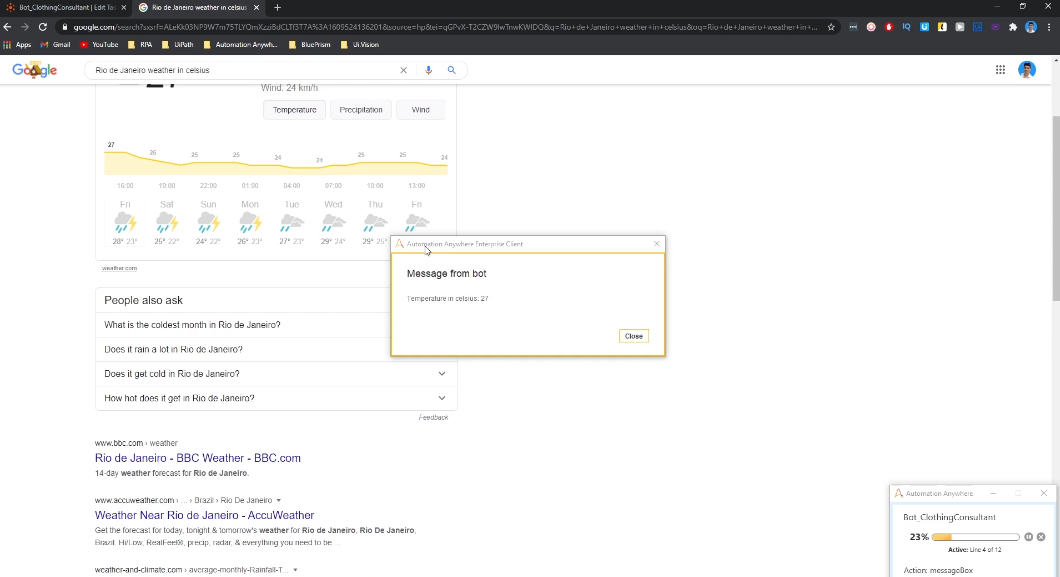 Bot_ClothingConsultant | Edit Tas
Rio de Janeiro weather in celsius
google.com/search?sxsrf=ALeKk03NP9W7m75TLYOmXzziBdCLTf3T7A%3A1609524136201&source=hp&ei=qGPvX-T2CZW9lwTnwKWIDQ&q=Rio+de+Janeiro+weather+in+celsius&oq=Rio+de+Janeiro+weather+in+...
Apps Gmail YouTube RPA UiPath Automation Anywh... BluePrism Ui.Vision
Google
Rio de Janeiro weather in celsius
Wind: 24 km/h
Temperature Precipitation Wind
27 26 25 25 24 24 25 25 24
16:00 19:00 22:00 01:00 04:00 07:00 10:00 13:00
Fri Sat Sun Mon Tue Wed Thu Fri
28° 23° 25° 22° 24° 22° 26° 23° 27° 23° 29° 24° 29° 25°
weather.com
Automation Anywhere Enterprise Client
Message from bot
Temperature in celsius: 27
Close
People also ask
What is the coldest month in Rio de Janeiro?
Does it rain a lot in Rio de Janeiro?
Does it get cold in Rio de Janeiro?
How hot does it get in Rio de Janeiro?
Feedback
www.bbc.com › weather
Rio de Janeiro - BBC Weather - BBC.com
14-day weather forecast for Rio de Janeiro.
www.accuweather.com › ... › Brazil › Rio De Janeiro
Weather Near Rio de Janeiro - AccuWeather
Get the forecast for today, tonight & tomorrow's weather for Rio de Janeiro, Rio De Janeiro,
Brazil. Hi/Low, RealFeel®, precip, radar, & everything you need to be ...
weather-and-climate.com › average-monthly-Rainfall-T...
Automation Anywhere
Bot_ClothingConsultant
23%
Active: Line 4 of 12
Action: messageBox